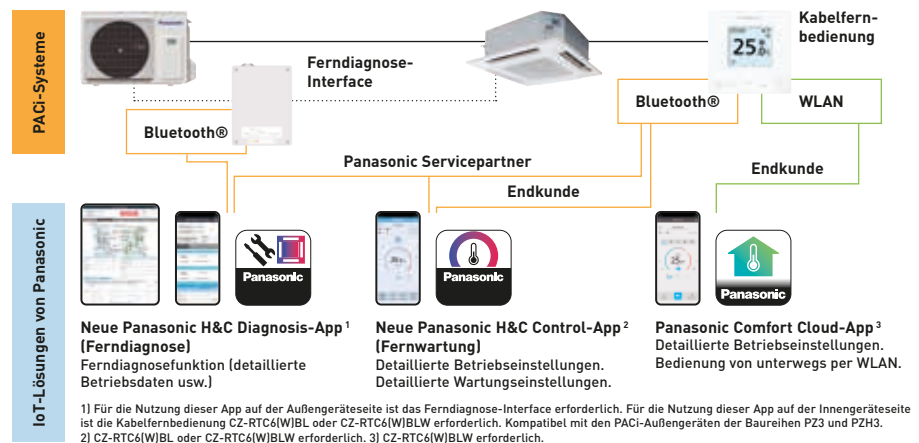 PACi-Systeme
Panasonic
Ferndiagnose-
Interface
Kabelfern-
bedienung
Bluetooth®
Bluetooth®
WLAN
Panasonic Servicepartner
Endkunde
Endkunde
IoT-Lösungen von Panasonic
Panasonic
Panasonic
Panasonic
Neue Panasonic H&C Diagnosis-App¹
(Ferndiagnose)
Ferndiagnosefunktion (detaillierte
Betriebsdaten usw.)
Neue Panasonic H&C Control-App²
(Fernwartung)
Detaillierte Betriebseinstellungen.
Detaillierte Wartungseinstellungen.
Panasonic Comfort Cloud-App³
Detaillierte Betriebseinstellungen.
Bedienung von unterwegs per WLAN.
1) Für die Nutzung dieser App auf der Außengeräteseite ist das Ferndiagnose-Interface erforderlich. Für die Nutzung dieser App auf der Innengeräteseite
ist die Kabelfernbedienung CZ-RTC6(W)BL oder CZ-RTC6(W)BLW erforderlich. Kompatibel mit den PACi-Außengeräten der Baureihen PZ3 und PZH3.
2) CZ-RTC6(W)BL oder CZ-RTC6(W)BLW erforderlich. 3) CZ-RTC6(W)BLW erforderlich.